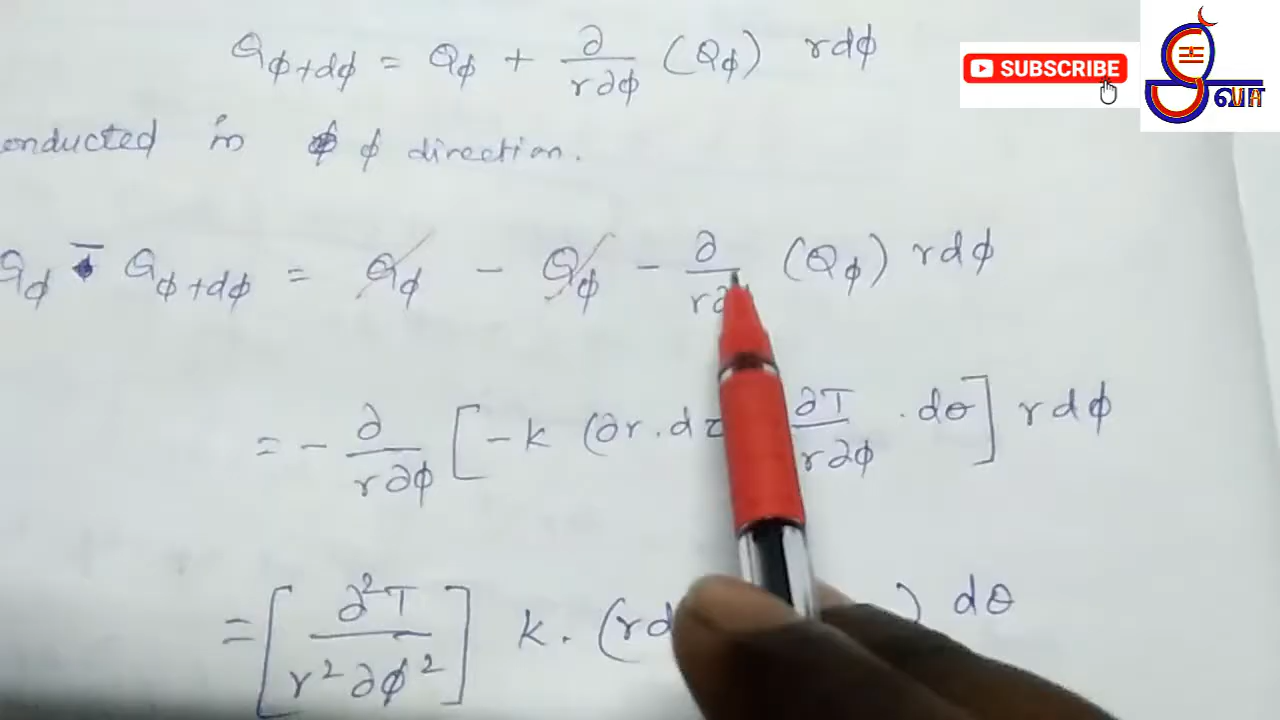 Qϕ+dϕ = Qϕ + ∂/r∂ϕ (Qϕ) rdϕ
SUBSCRIBE
சிவா
VA
onducted in ϕ direction.
Qϕ - Qϕ+dϕ = Qϕ - Qϕ - ∂/r∂ (Qϕ) rdϕ
= - ∂/r∂ϕ [-k (∂r.dz ∂T/r∂ϕ . dθ] rdϕ
= [∂²T/r²∂ϕ²] k. (rd ) dθ